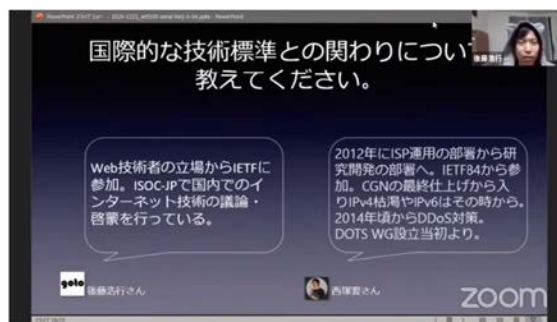 国際的な技術標準との関わりについて
教えてください。
後藤浩行
Web技術者の立場からIETFに
参加。ISOC-JPで国内でのイ
ンターネット技術の議論・
啓蒙を行っている。
2012年にISP運用の部署から研
究開発の部署へ。IETF84から参
加。CGNの最終仕上げから入
りIPv4枯渇やIPv6はその時から。
2014年頃からDDoS対策。
DOTS WG設立当初より。
goto
後藤浩行さん
西塚要さん
zoom